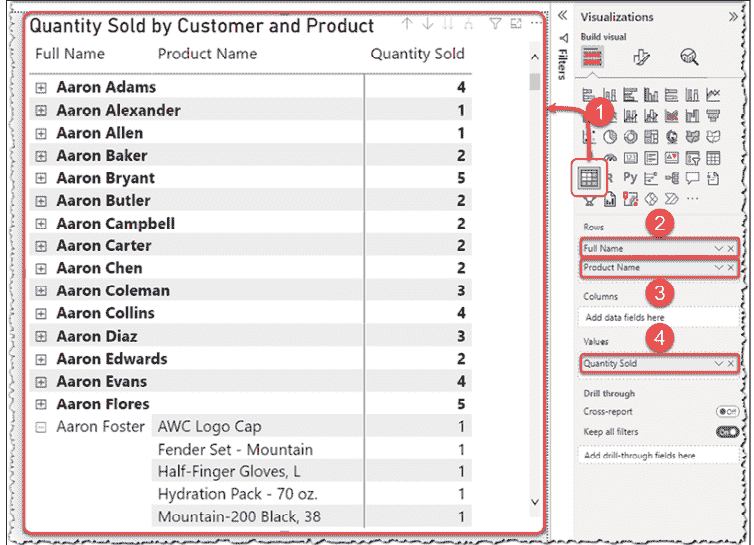 Quantity Sold by Customer and Product
Full Name Product Name Quantity Sold
Aaron Adams 4
Aaron Alexander 1
Aaron Allen 1
Aaron Baker 2
Aaron Bryant 5
Aaron Butler 2
Aaron Campbell 2
Aaron Carter 2
Aaron Chen 2
Aaron Coleman 3
Aaron Collins 4
Aaron Diaz 3
Aaron Edwards 2
Aaron Evans 4
Aaron Flores 5
Aaron Foster AWC Logo Cap 1
Fender Set - Mountain 1
Half-Finger Gloves, L 1
Hydration Pack - 70 oz. 1
Mountain-200 Black, 38 1
Filters
Visualizations
Build visual
1
123
R Py
2
Rows
Full Name
Product Name
3
Columns
Add data fields here
4
Values
Quantity Sold
Drill through
Cross-report Off
Keep all filters On
Add drill-through fields here